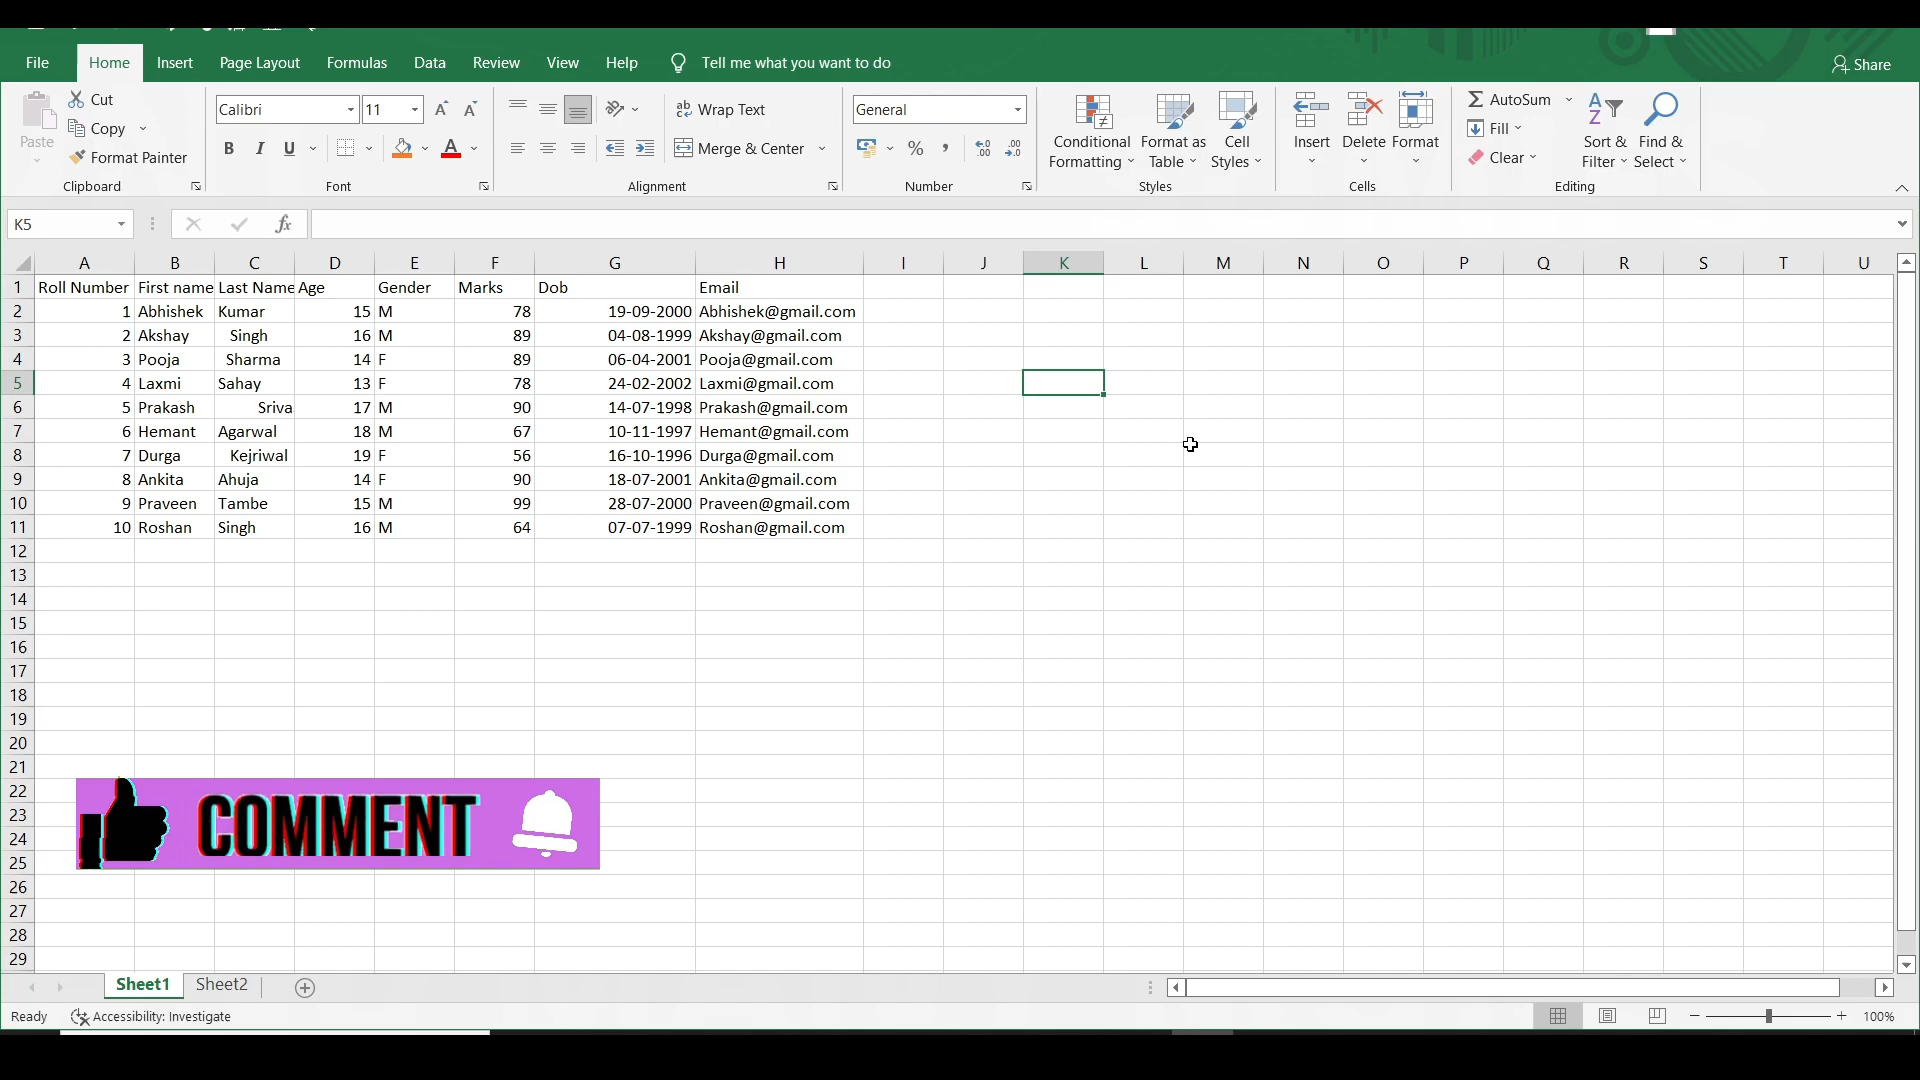 File Home Insert Page Layout Formulas Data Review View Help Tell me what you want to do Share
Paste Cut Copy Format Painter Clipboard
Calibri 11 B I U Font
ab Wrap Text Merge & Center Alignment
General % , .00 .00 Number
Conditional Formatting Format as Table Cell Styles Styles
Insert Delete Format Cells
AutoSum Fill Clear Sort & Filter Find & Select Editing
K5 fx
A B C D E F G H I J K L M N O P Q R S T U
1 Roll Number First name Last Name Age Gender Marks Dob Email
2 1 Abhishek Kumar 15 M 78 19-09-2000 Abhishek@gmail.com
3 2 Akshay Singh 16 M 89 04-08-1999 Akshay@gmail.com
4 3 Pooja Sharma 14 F 89 06-04-2001 Pooja@gmail.com
5 4 Laxmi Sahay 13 F 78 24-02-2002 Laxmi@gmail.com
6 5 Prakash Sriva 17 M 90 14-07-1998 Prakash@gmail.com
7 6 Hemant Agarwal 18 M 67 10-11-1997 Hemant@gmail.com
8 7 Durga Kejriwal 19 F 56 16-10-1996 Durga@gmail.com
9 8 Ankita Ahuja 14 F 90 18-07-2001 Ankita@gmail.com
10 9 Praveen Tambe 15 M 99 28-07-2000 Praveen@gmail.com
11 10 Roshan Singh 16 M 64 07-07-1999 Roshan@gmail.com
12
13
14
15
16
17
18
19
20
21
22
23 COMMENT
24
25
26
27
28
29
Sheet1 Sheet2
Ready Accessibility: Investigate 100%